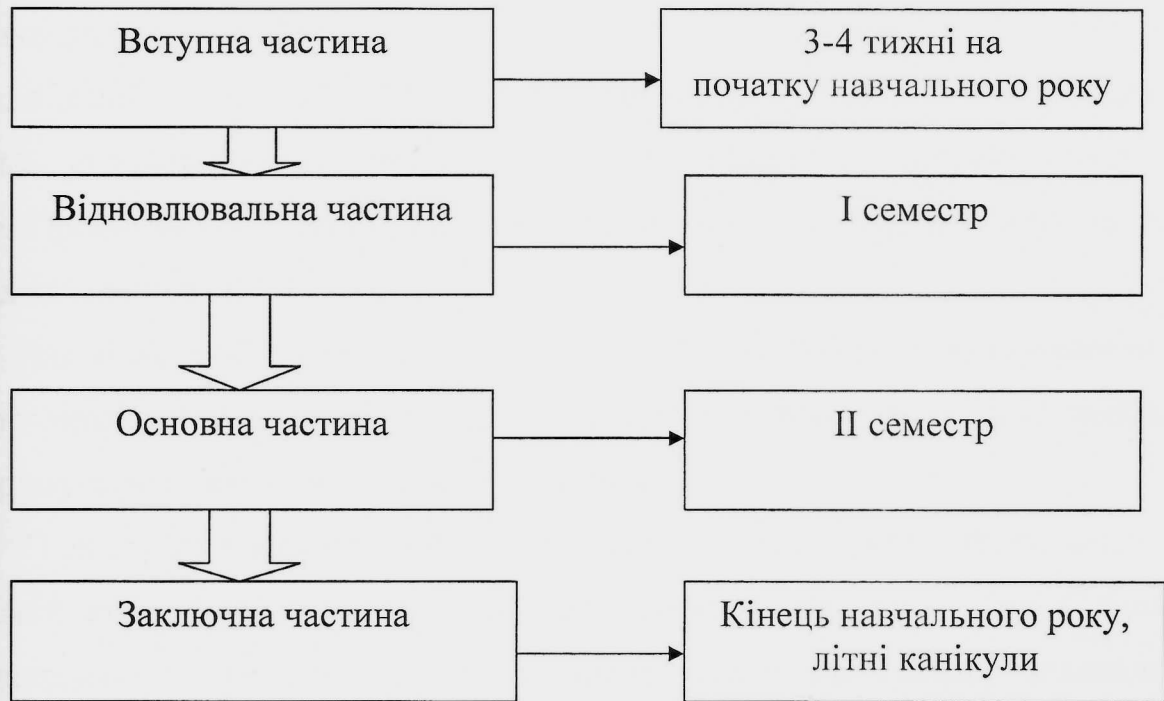 Вступна частина
3-4 тижні на
початку навчального року
Відновлювальна частина
І семестр
Основна частина
ІІ семестр
Заключна частина
Кінець навчального року,
літні канікули